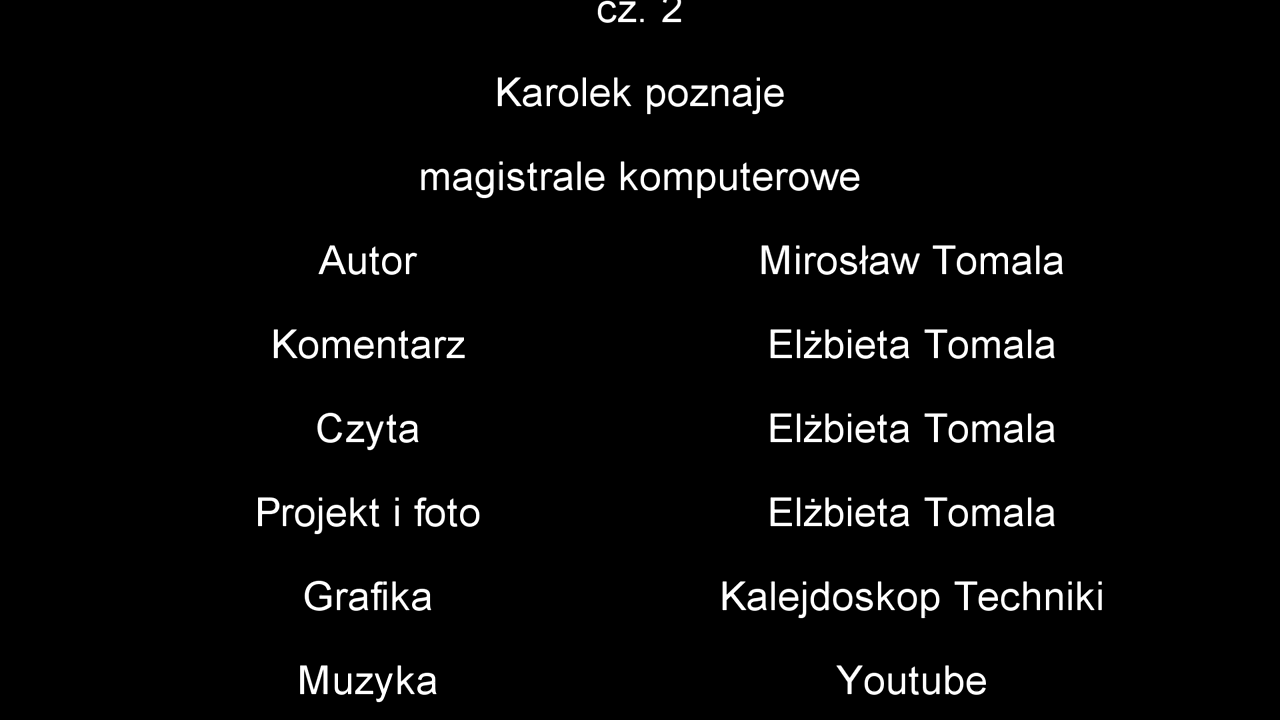 cz. 2
Karolek poznaje
magistrale komputerowe
Autor Mirosław Tomala
Komentarz Elżbieta Tomala
Czyta Elżbieta Tomala
Projekt i foto Elżbieta Tomala
Grafika Kalejdoskop Techniki
Muzyka Youtube